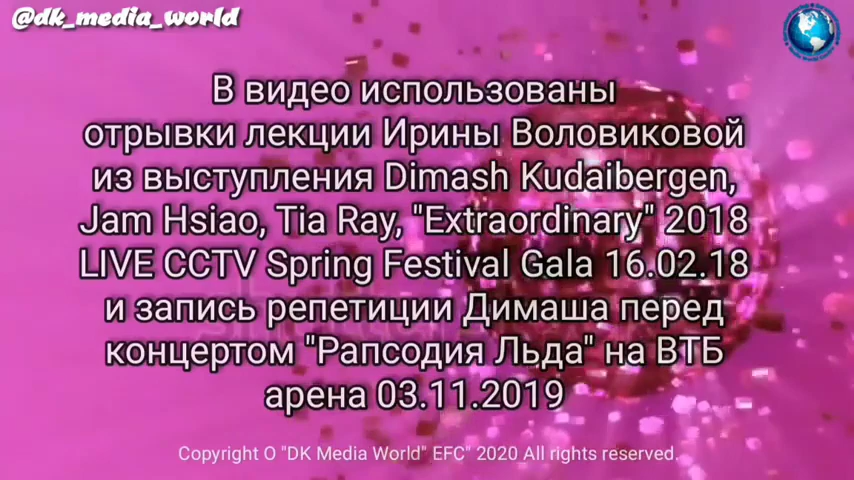 @dk_media_world
В видео использованы
отрывки лекции Ирины Воловиковой
из выступления Dimash Kudaibergen,
Jam Hsiao, Tia Ray, "Extraordinary" 2018
LIVE CCTV Spring Festival Gala 16.02.18
и запись репетиции Димаша перед
концертом "Рапсодия Льда" на ВТБ
арена 03.11.2019
Copyright O "DK Media World" EFC" 2020 All rights reserved.